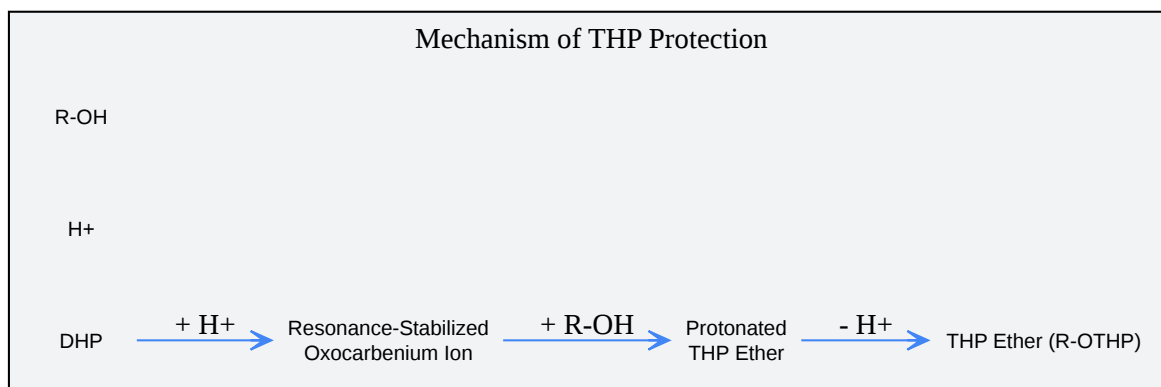 Mechanism of THP Protection
R-OH
H+
DHP
+ H+
Resonance-Stabilized
Oxocarbenium Ion
+ R-OH
Protonated
THP Ether
- H+
THP Ether (R-OTHP)